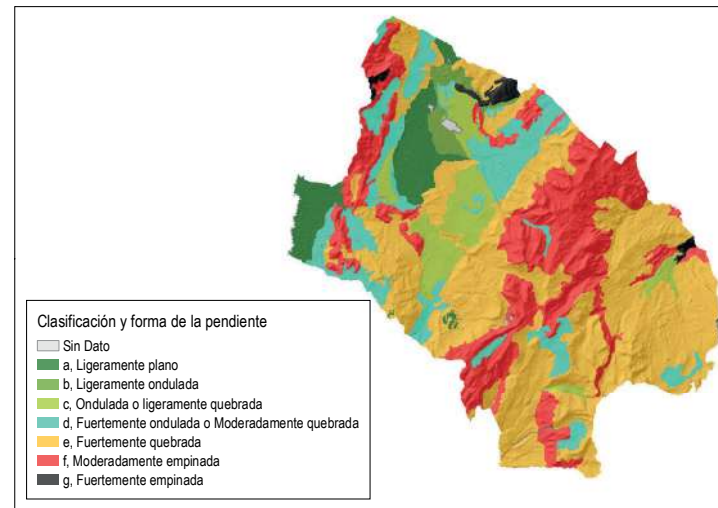 Clasificación y forma de la pendiente
Sin Dato
a, Ligeramente plano
b, Ligeramente ondulada
c, Ondulada o ligeramente quebrada
d, Fuertemente ondulada o Moderadamente quebrada
e, Fuertemente quebrada
f, Moderadamente empinada
g, Fuertemente empinada